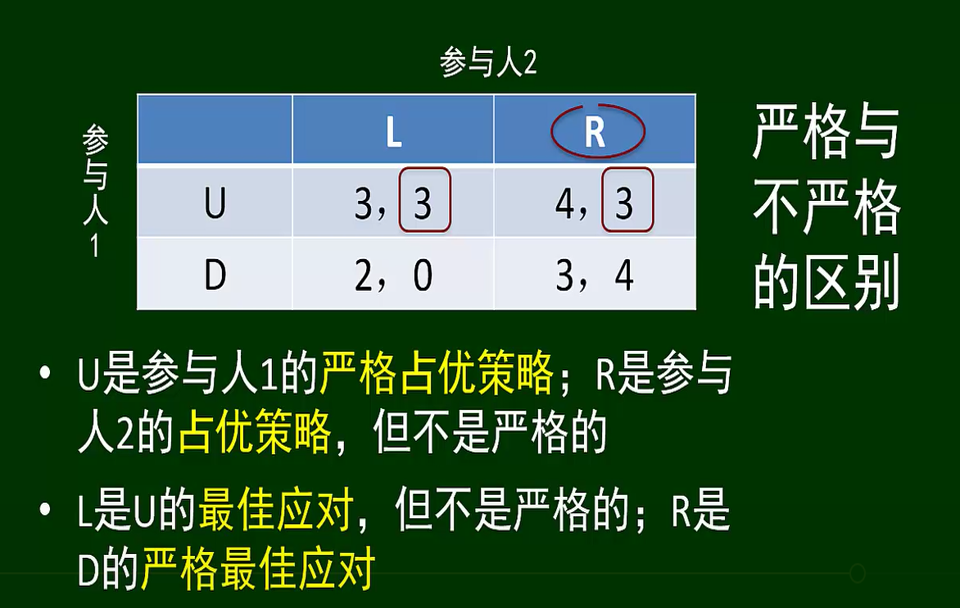 参与人2
参与人1
L R
U 3，3 4，3
D 2，0 3，4
严格与
不严格
的区别
• U是参与人1的严格占优策略；R是参与
人2的占优策略，但不是严格的
• L是U的最佳应对，但不是严格的；R是
D的严格最佳应对